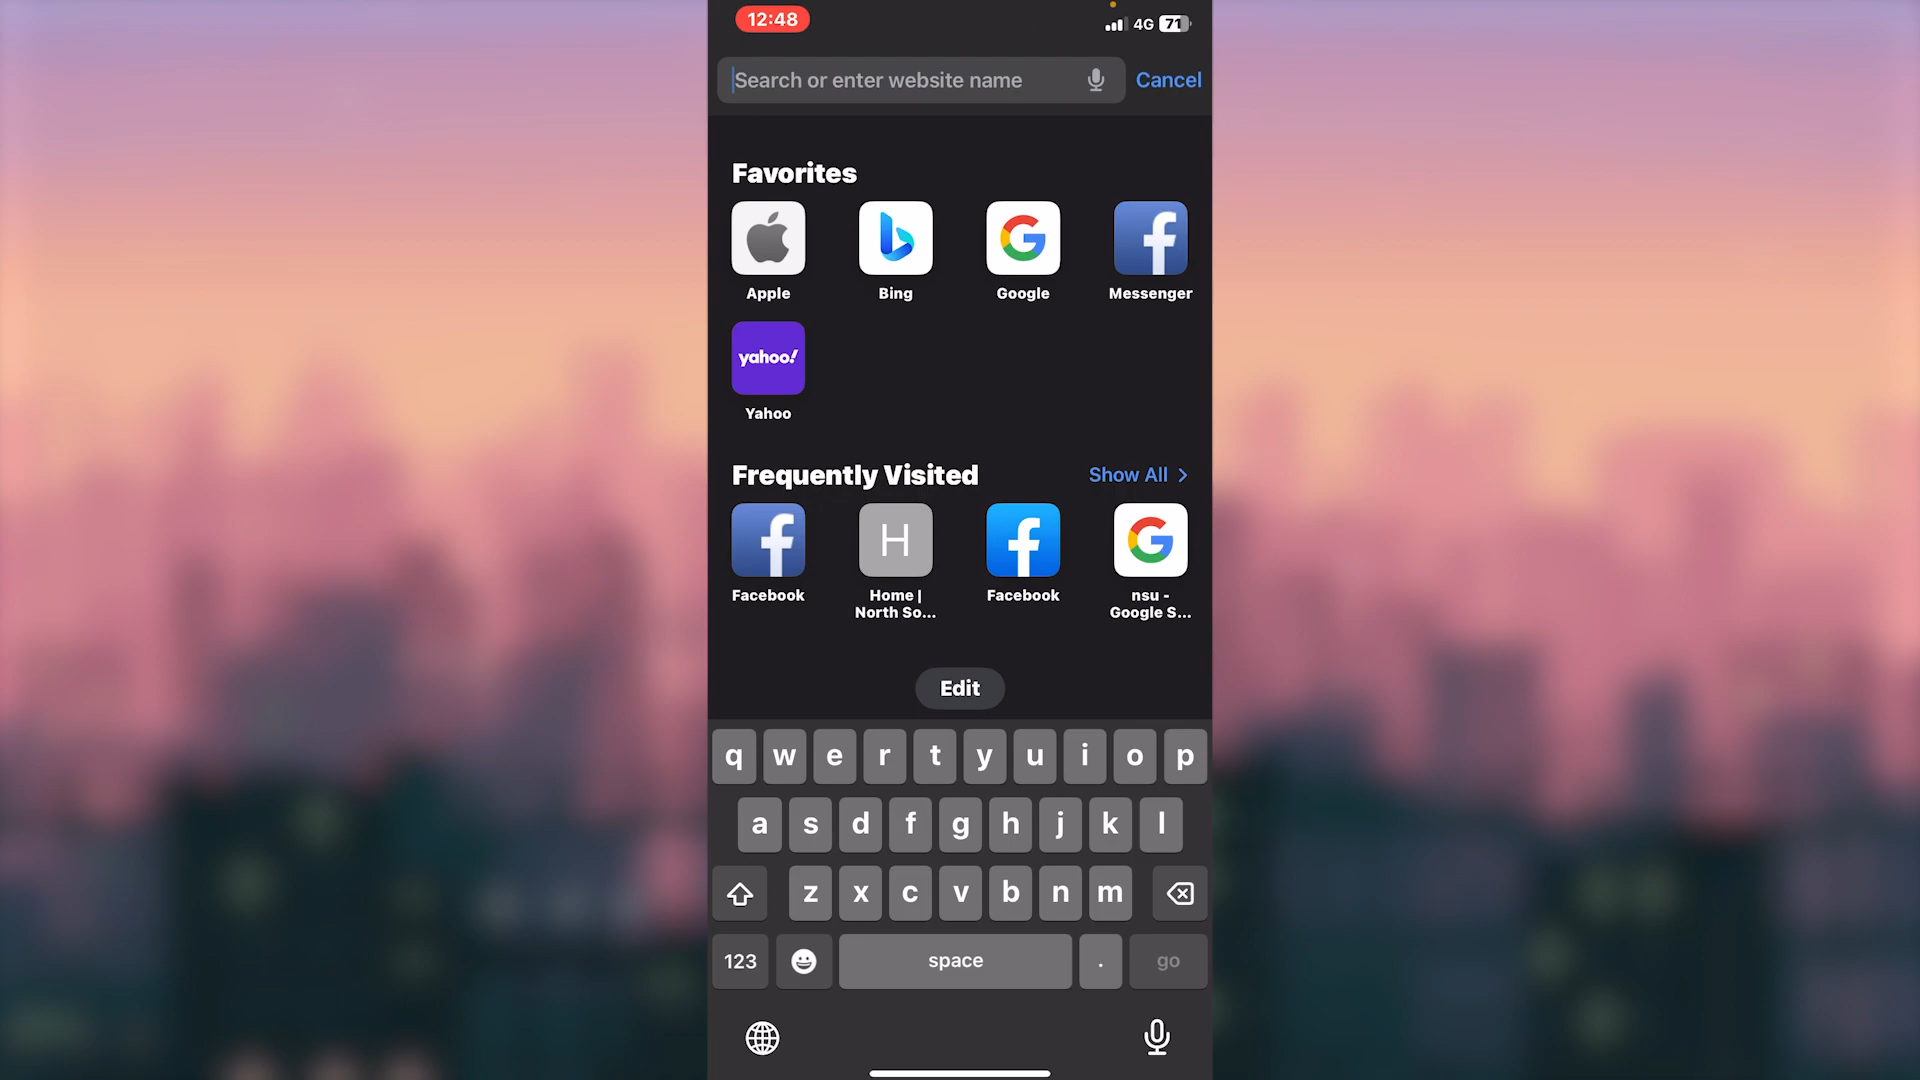 12:48
4G 71
Search or enter website name
Cancel
Favorites
Apple
Bing
Google
Messenger
yahoo!
Yahoo
Frequently Visited
Show All
H
Facebook
Home |
North So...
Facebook
nsu -
Google S...
Edit
q w e r t y u i o p
a s d f g h j k l
z x c v b n m
123 space . go